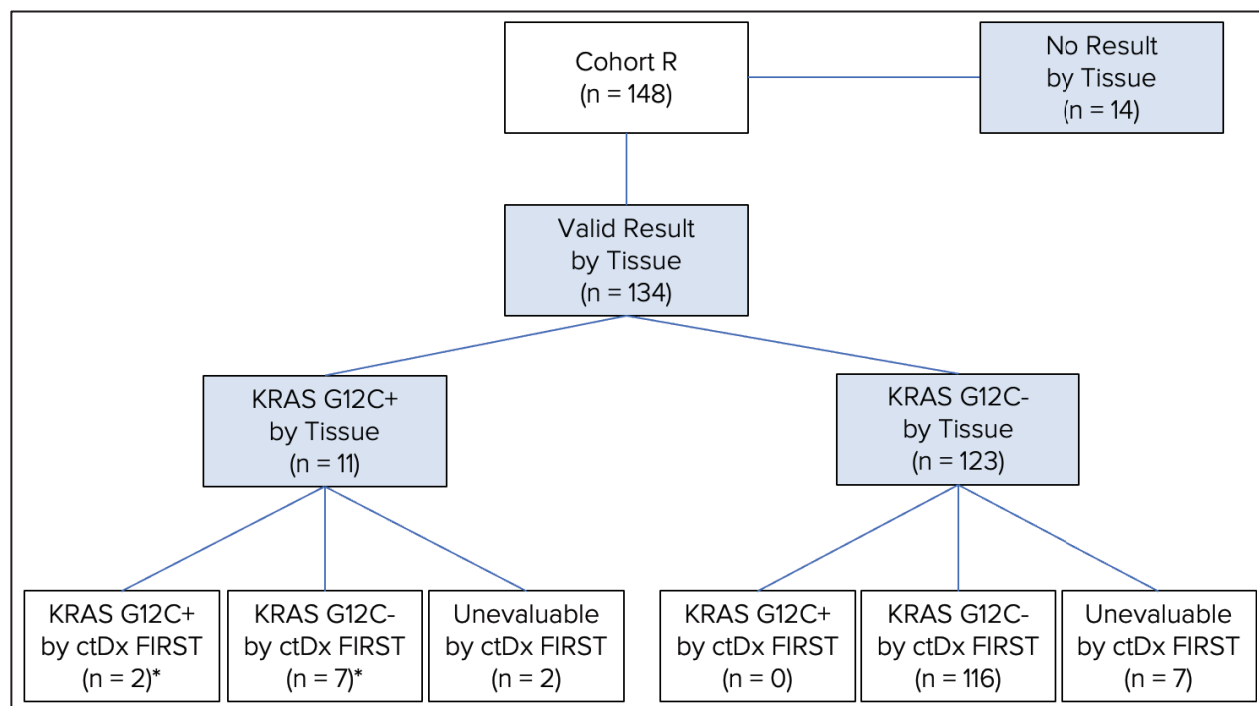 Cohort R
(n = 148)
No Result
by Tissue
(n = 14)
Valid Result
by Tissue
(n = 134)
KRAS G12C+
by Tissue
(n = 11)
KRAS G12C-
by Tissue
(n = 123)
KRAS G12C+
by ctDx FIRST
(n = 2)*
KRAS G12C-
by ctDx FIRST
(n = 7)*
Unevaluable
by ctDx FIRST
(n = 2)
KRAS G12C+
by ctDx FIRST
(n = 0)
KRAS G12C-
by ctDx FIRST
(n = 116)
Unevaluable
by ctDx FIRST
(n = 7)